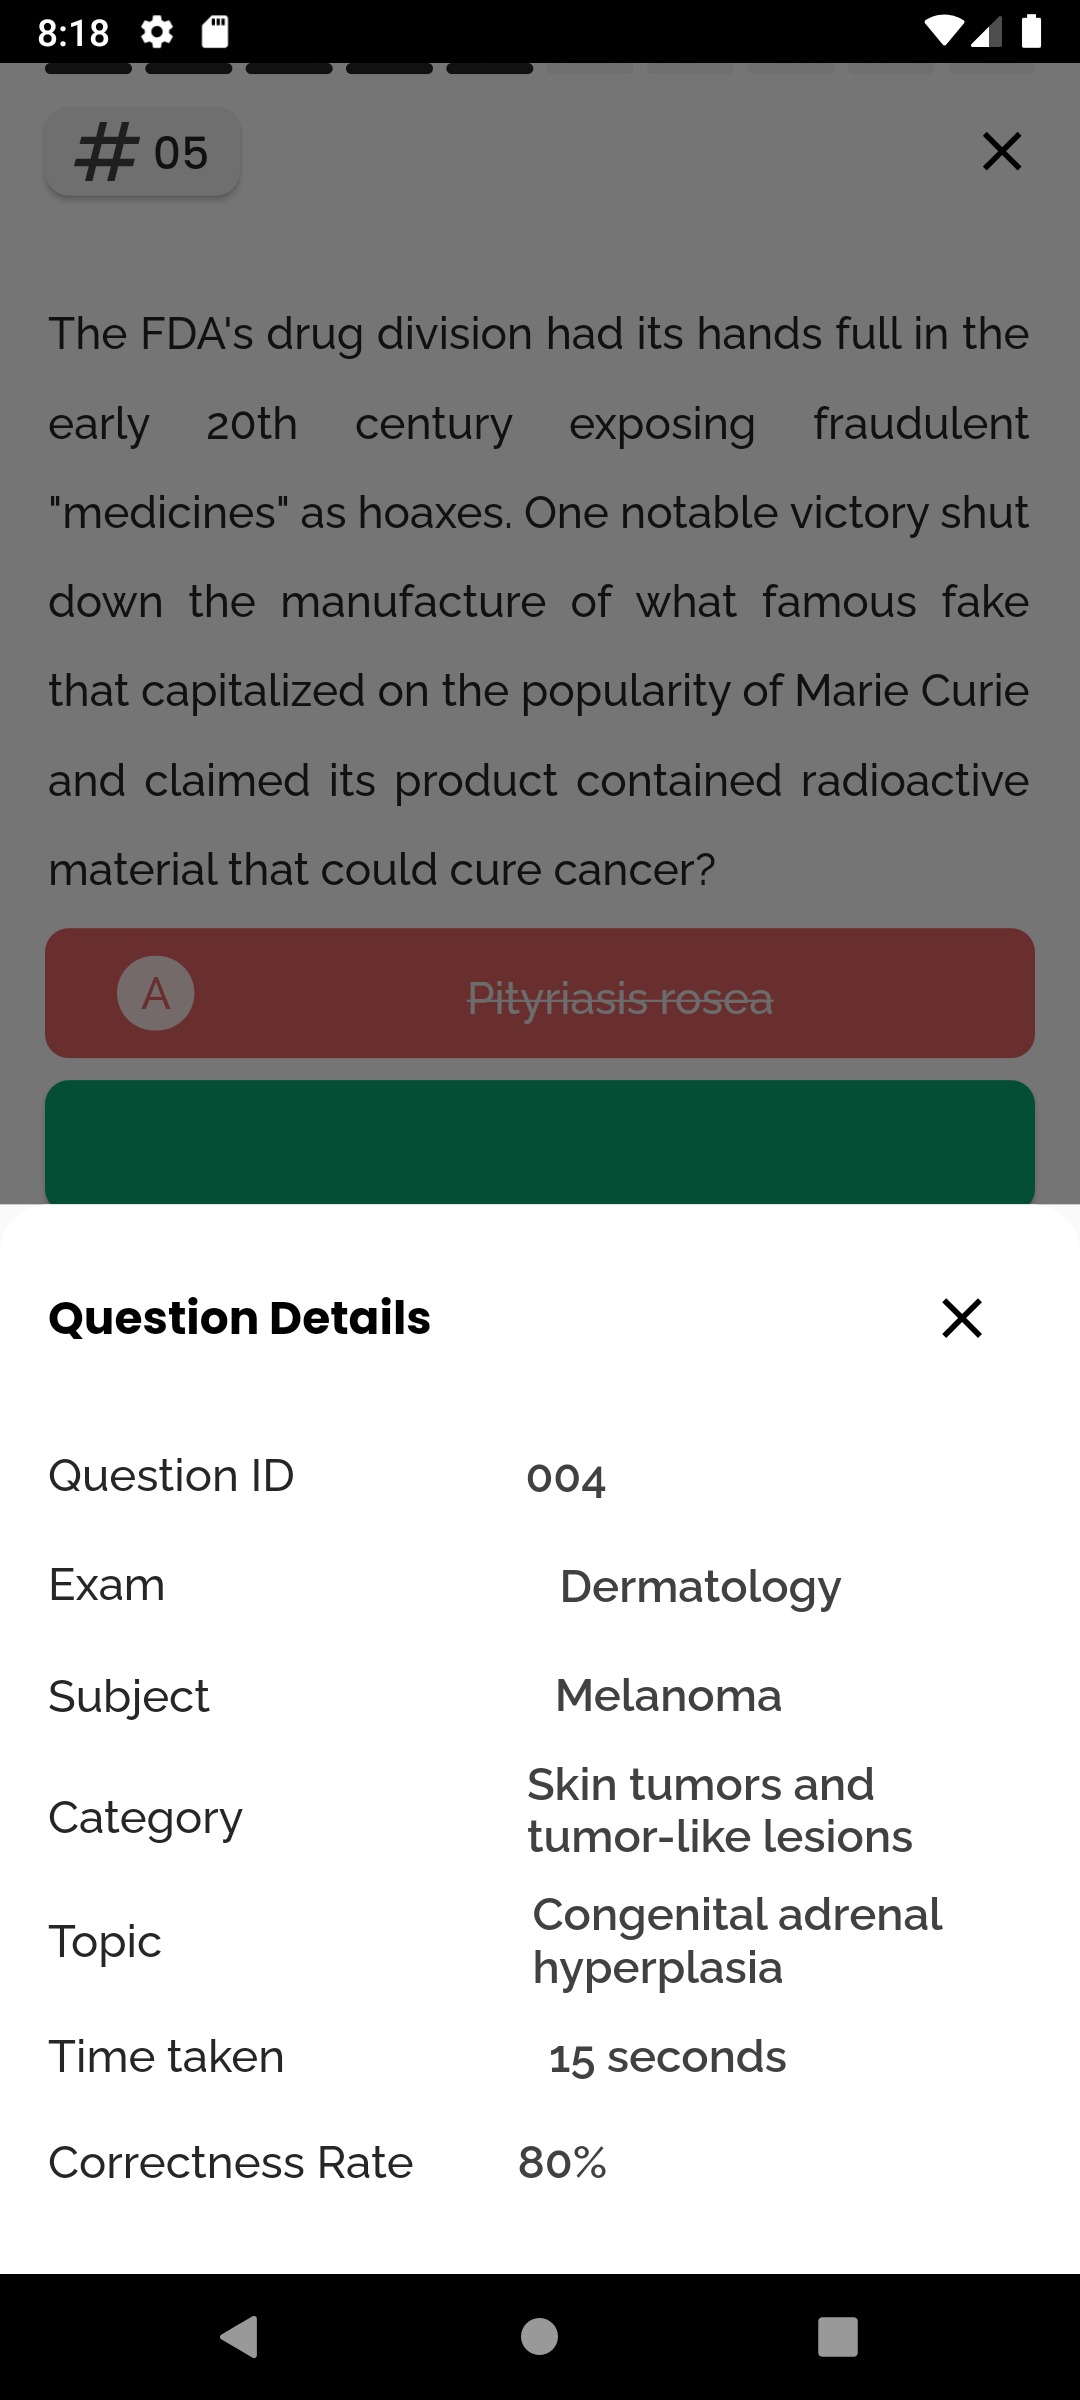 8:18
# 05
The FDA's drug division had its hands full in the
early 20th century exposing fraudulent
"medicines" as hoaxes. One notable victory shut
down the manufacture of what famous fake
that capitalized on the popularity of Marie Curie
and claimed its product contained radioactive
material that could cure cancer?
A Pityriasis rosea
Question Details
Question ID 004
Exam Dermatology
Subject Melanoma
Category Skin tumors and
tumor-like lesions
Topic Congenital adrenal
hyperplasia
Time taken 15 seconds
Correctness Rate 80%